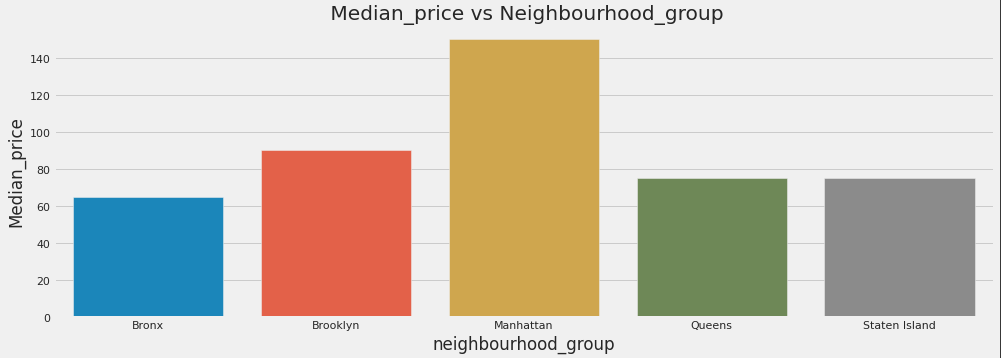 Median_price vs Neighbourhood_group
Median_price
140
120
100
80
60
40
20
0
Bronx
Brooklyn
Manhattan
Queens
Staten Island
neighbourhood_group